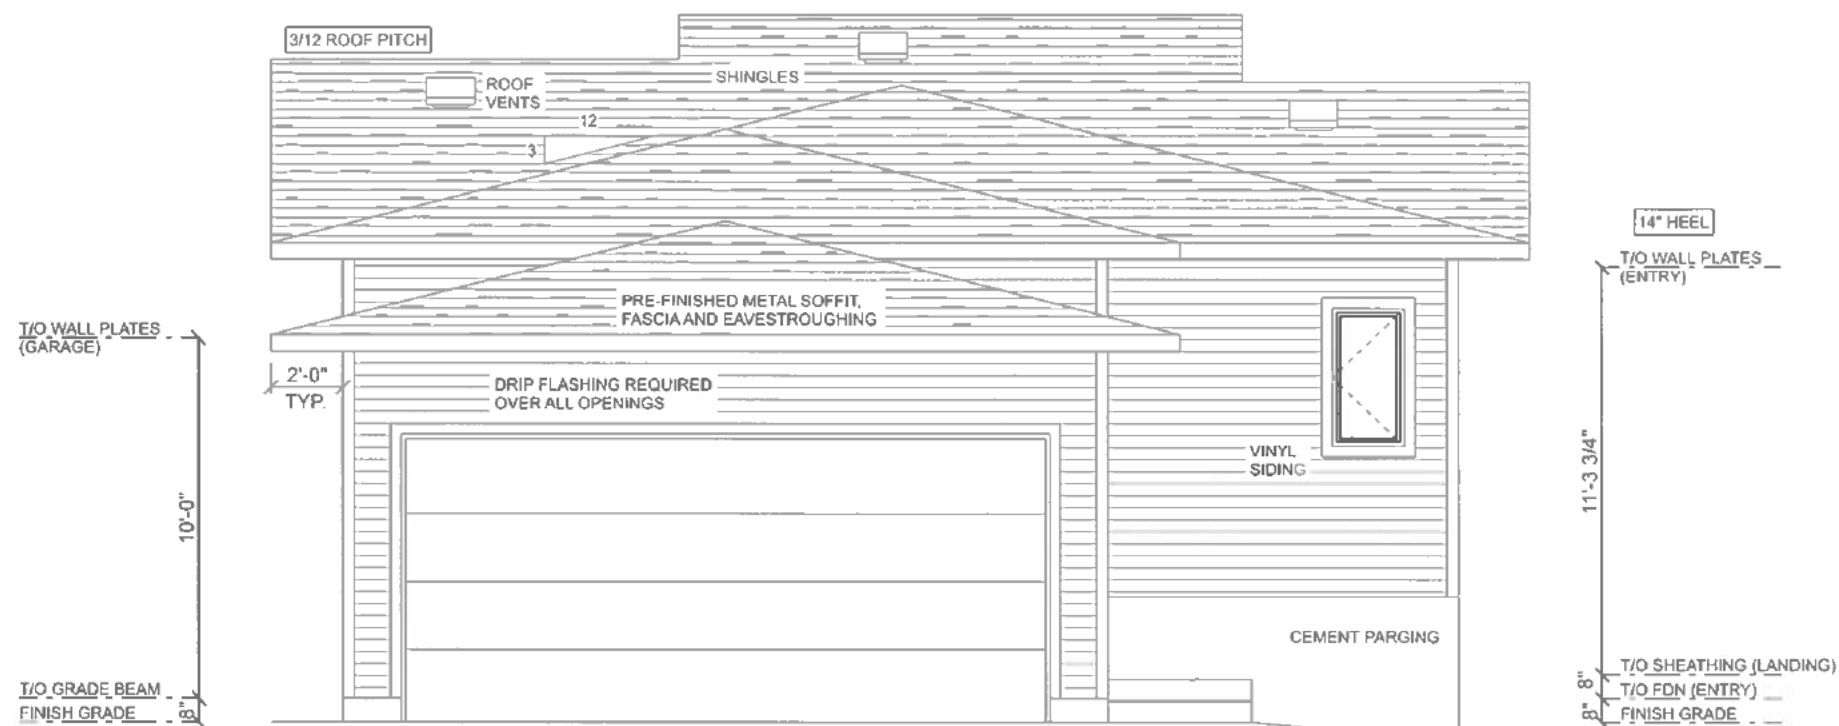 3/12 ROOF PITCH
ROOF
VENTS
SHINGLES
12
3
14" HEEL
T/O WALL PLATES
(ENTRY)
PRE-FINISHED METAL SOFFIT,
FASCIA AND EAVESTROUGHING
T/O WALL PLATES
(GARAGE)
2'-0"
TYP.
DRIP FLASHING REQUIRED
OVER ALL OPENINGS
VINYL
SIDING
11'-3 3/4"
10'-0"
CEMENT PARGING
T/O SHEATHING (LANDING)
8"
T/O FDN (ENTRY)
8"
FINISH GRADE
T/O GRADE BEAM
FINISH GRADE
8"